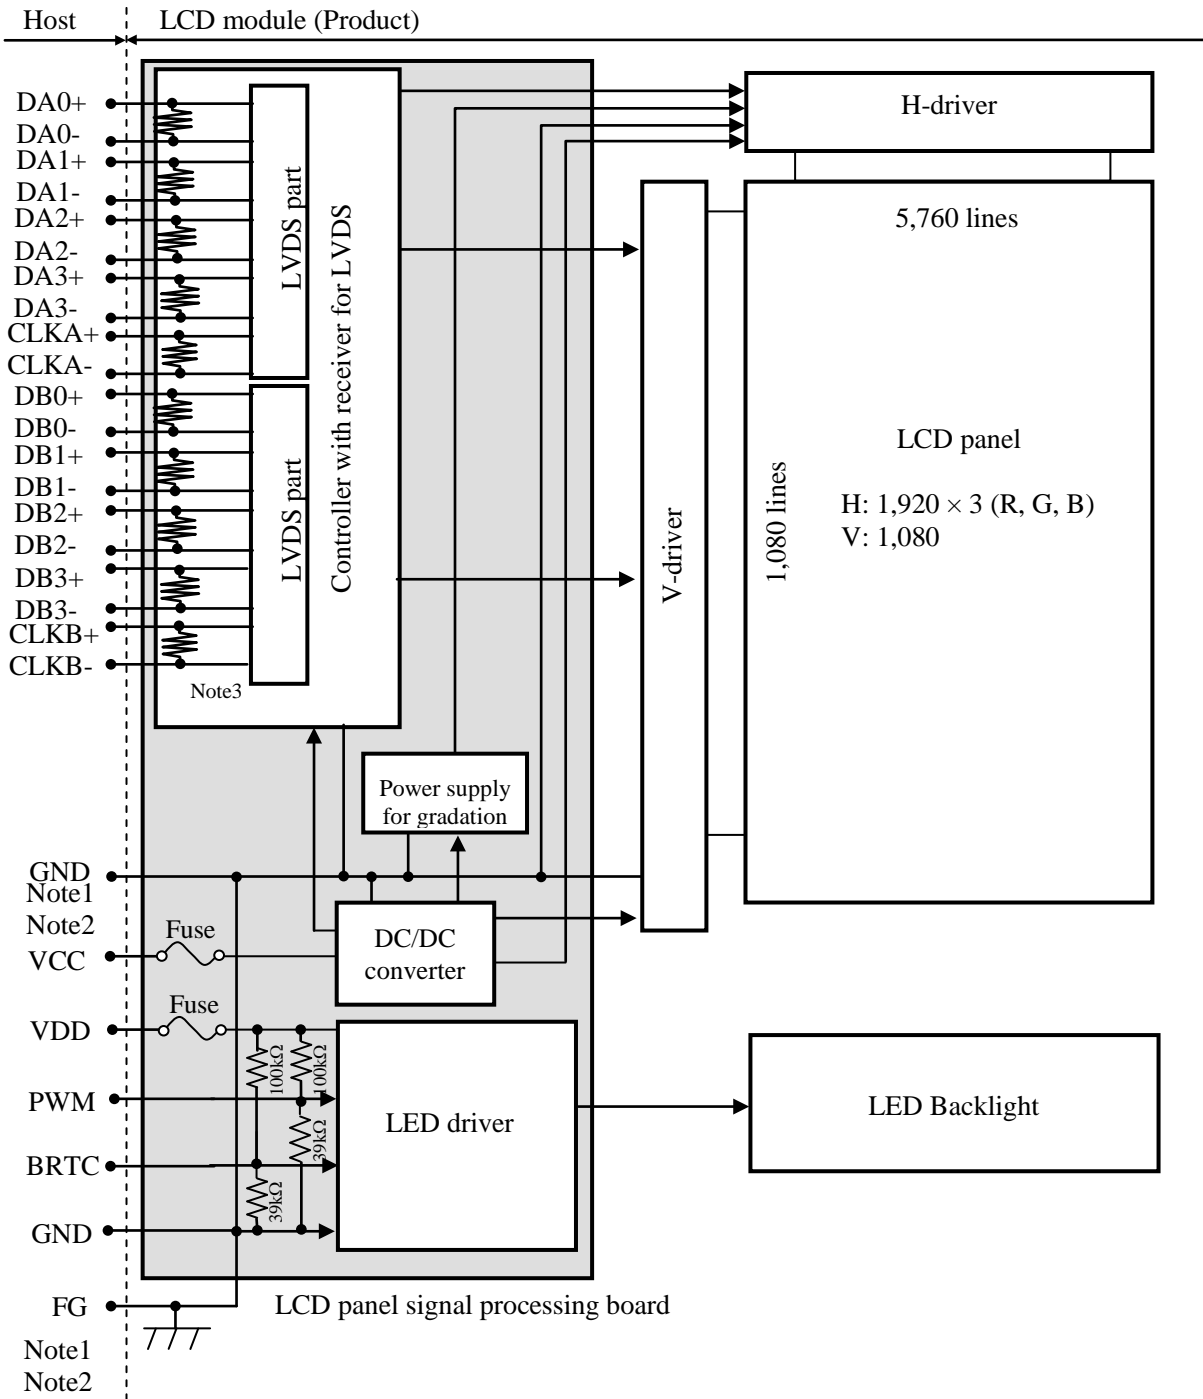 Host
LCD module (Product)
DA0+
DA0-
DA1+
DA1-
DA2+
DA2-
DA3+
DA3-
CLKA+
CLKA-
DB0+
DB0-
DB1+
DB1-
DB2+
DB2-
DB3+
DB3-
CLKB+
CLKB-
LVDS part
LVDS part
Controller with receiver for LVDS
Note3
H-driver
5,760 lines
1,080 lines
LCD panel
H: 1,920 × 3 (R, G, B)
V: 1,080
V-driver
Power supply
for gradation
GND
Note1
Note2
VCC
Fuse
DC/DC
converter
VDD
Fuse
100kΩ
100kΩ
PWM
39kΩ
BRTC
39kΩ
GND
LED driver
LED Backlight
FG
LCD panel signal processing board
Note1
Note2